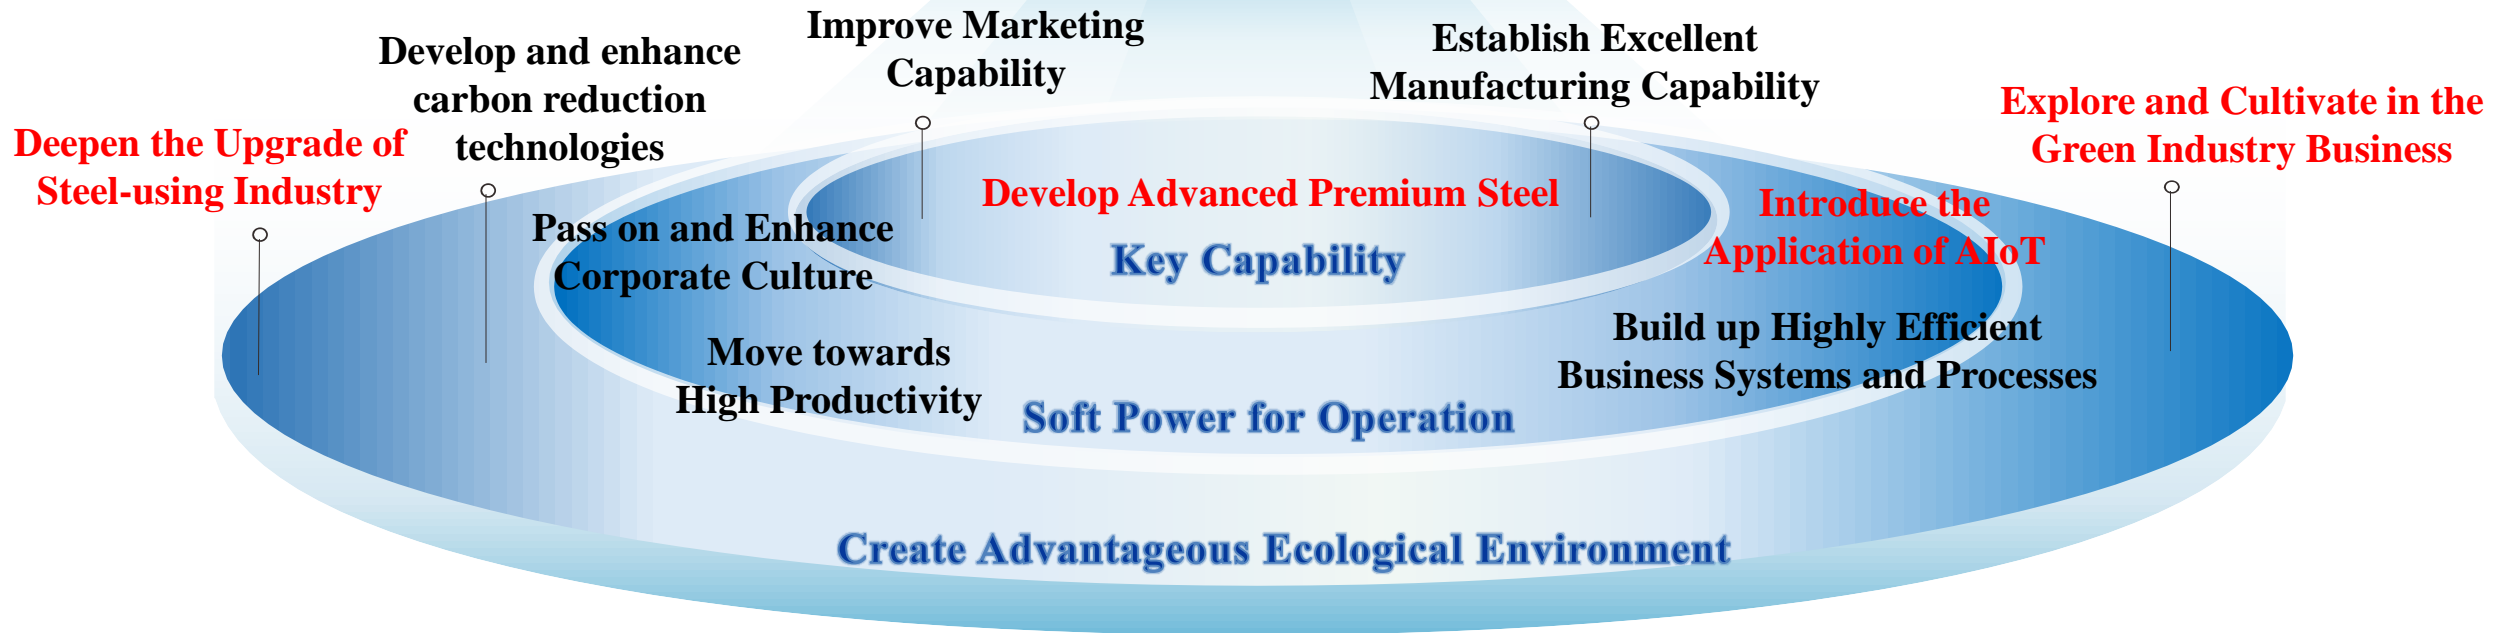 Improve Marketing
Capability
Establish Excellent
Manufacturing Capability
Develop and enhance
carbon reduction
technologies
Explore and Cultivate in the
Green Industry Business
Deepen the Upgrade of
Steel-using Industry
Develop Advanced Premium Steel
Introduce the
Application of AIoT
Pass on and Enhance
Corporate Culture
Key Capability
Build up Highly Efficient
Business Systems and Processes
Move towards
High Productivity
Soft Power for Operation
Create Advantageous Ecological Environment